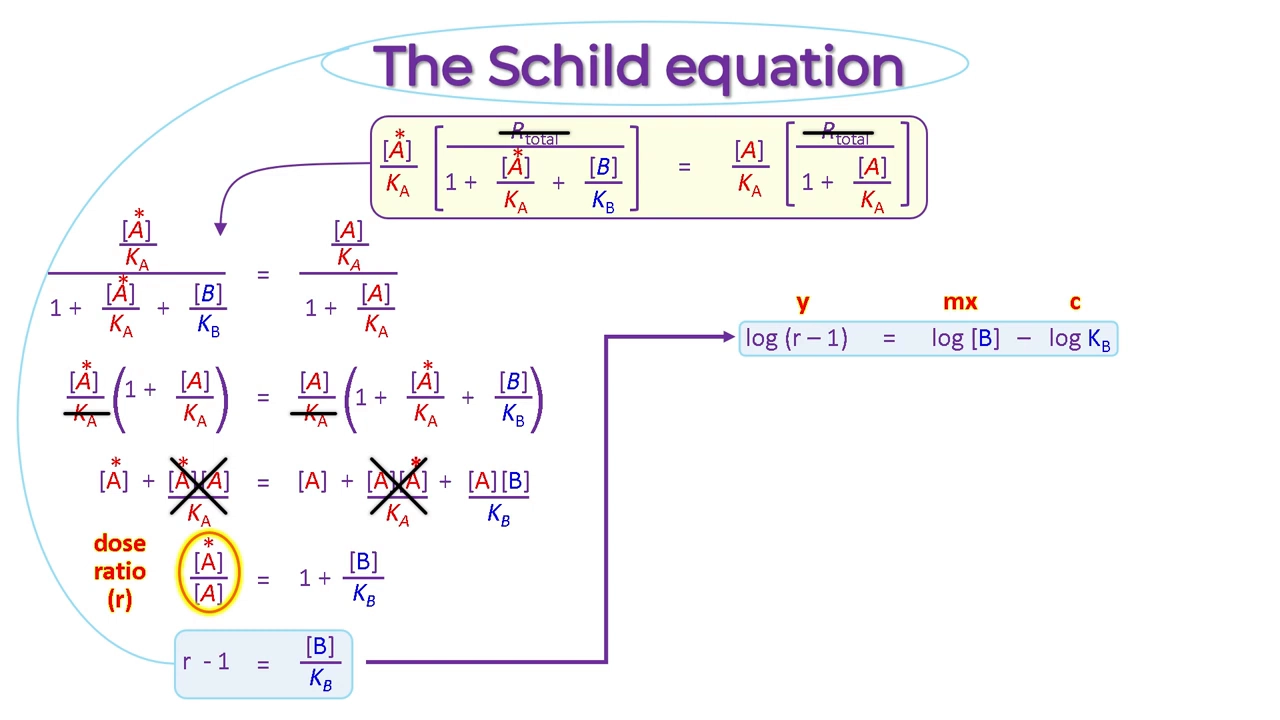 The Schild equation
[A*]/K_A [R_total / (1 + [A*]/K_A + [B]/K_B)] = [A]/K_A [R_total / (1 + [A]/K_A)]
([A*]/K_A) / (1 + [A*]/K_A + [B]/K_B) = ([A]/K_A) / (1 + [A]/K_A)
y mx c
log (r – 1) = log [B] – log K_B
[A*]/K_A (1 + [A]/K_A) = [A]/K_A (1 + [A*]/K_A + [B]/K_B)
[A*] + [A*][A]/K_A = [A] + [A][A*]/K_A + [A][B]/K_B
dose ratio (r) [A*]/[A] = 1 + [B]/K_B
r - 1 = [B]/K_B